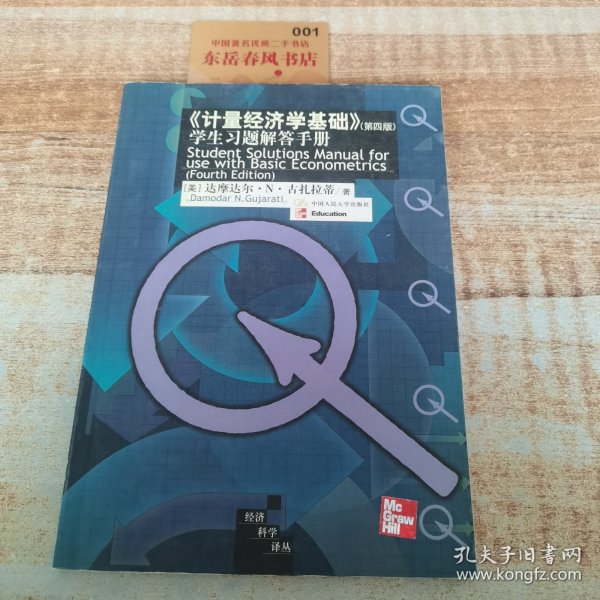 001
中国著名优质二手书店
东岳春风书店
《计量经济学基础》(第四版)
学生习题解答手册
Student Solutions Manual for
use with Basic Econometrics
(Fourth Edition)
[美] 达摩达尔·N·古扎拉蒂/著
Damodar N.Gujarati
中国人民大学出版社
Education
Mc
Graw
Hill
经济
科学
译丛
孔夫子旧书网
www.kongfz.com